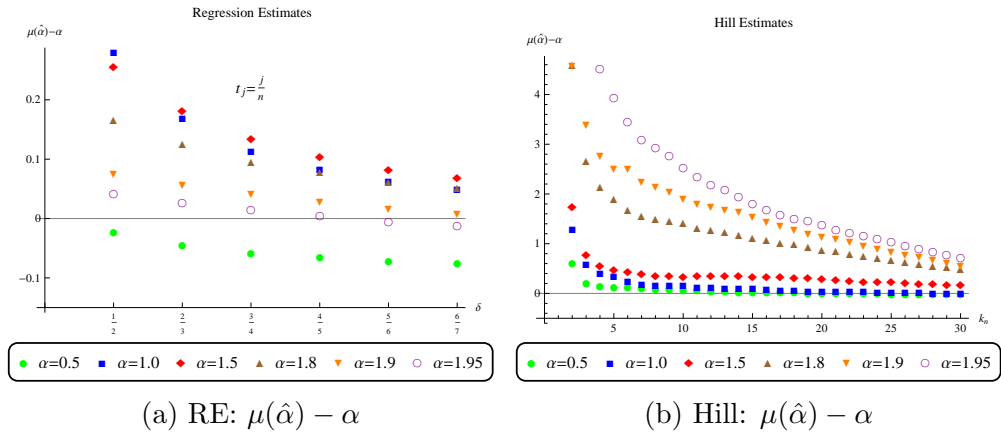 Regression Estimates
μ(α̂)−α
0.2
0.1
0
−0.1
t_j=j/n
1/2 2/3 3/4 4/5 5/6 6/7 δ
α=0.5 α=1.0 α=1.5 α=1.8 α=1.9 α=1.95
(a) RE: μ(α̂) − α
Hill Estimates
μ(α̂)−α
4
3
2
1
0
5 10 15 20 25 30
k_n
α=0.5 α=1.0 α=1.5 α=1.8 α=1.9 α=1.95
(b) Hill: μ(α̂) − α